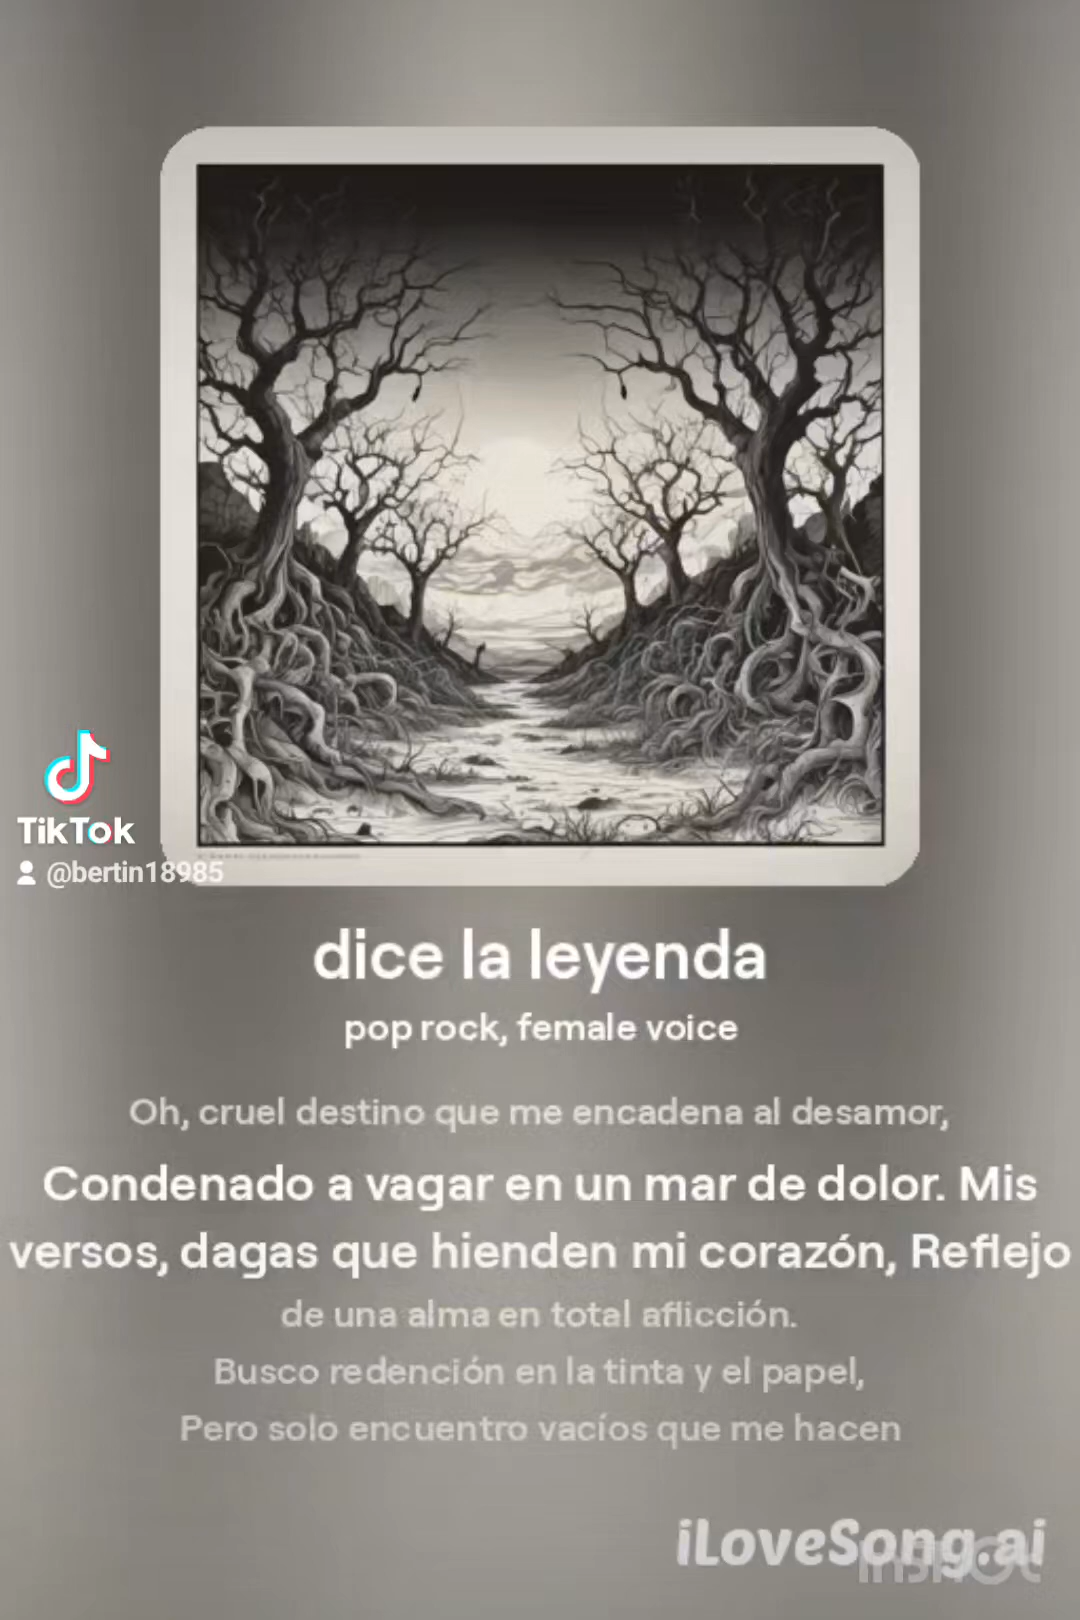 TikTok
@bertin18985
dice la leyenda
pop rock, female voice
Oh, cruel destino que me encadena al desamor,
Condenado a vagar en un mar de dolor. Mis
versos, dagas que hienden mi corazón, Reflejo
de una alma en total aflicción.
Busco redención en la tinta y el papel,
Pero solo encuentro vacíos que me hacen
iLoveSong.ai
InShOt